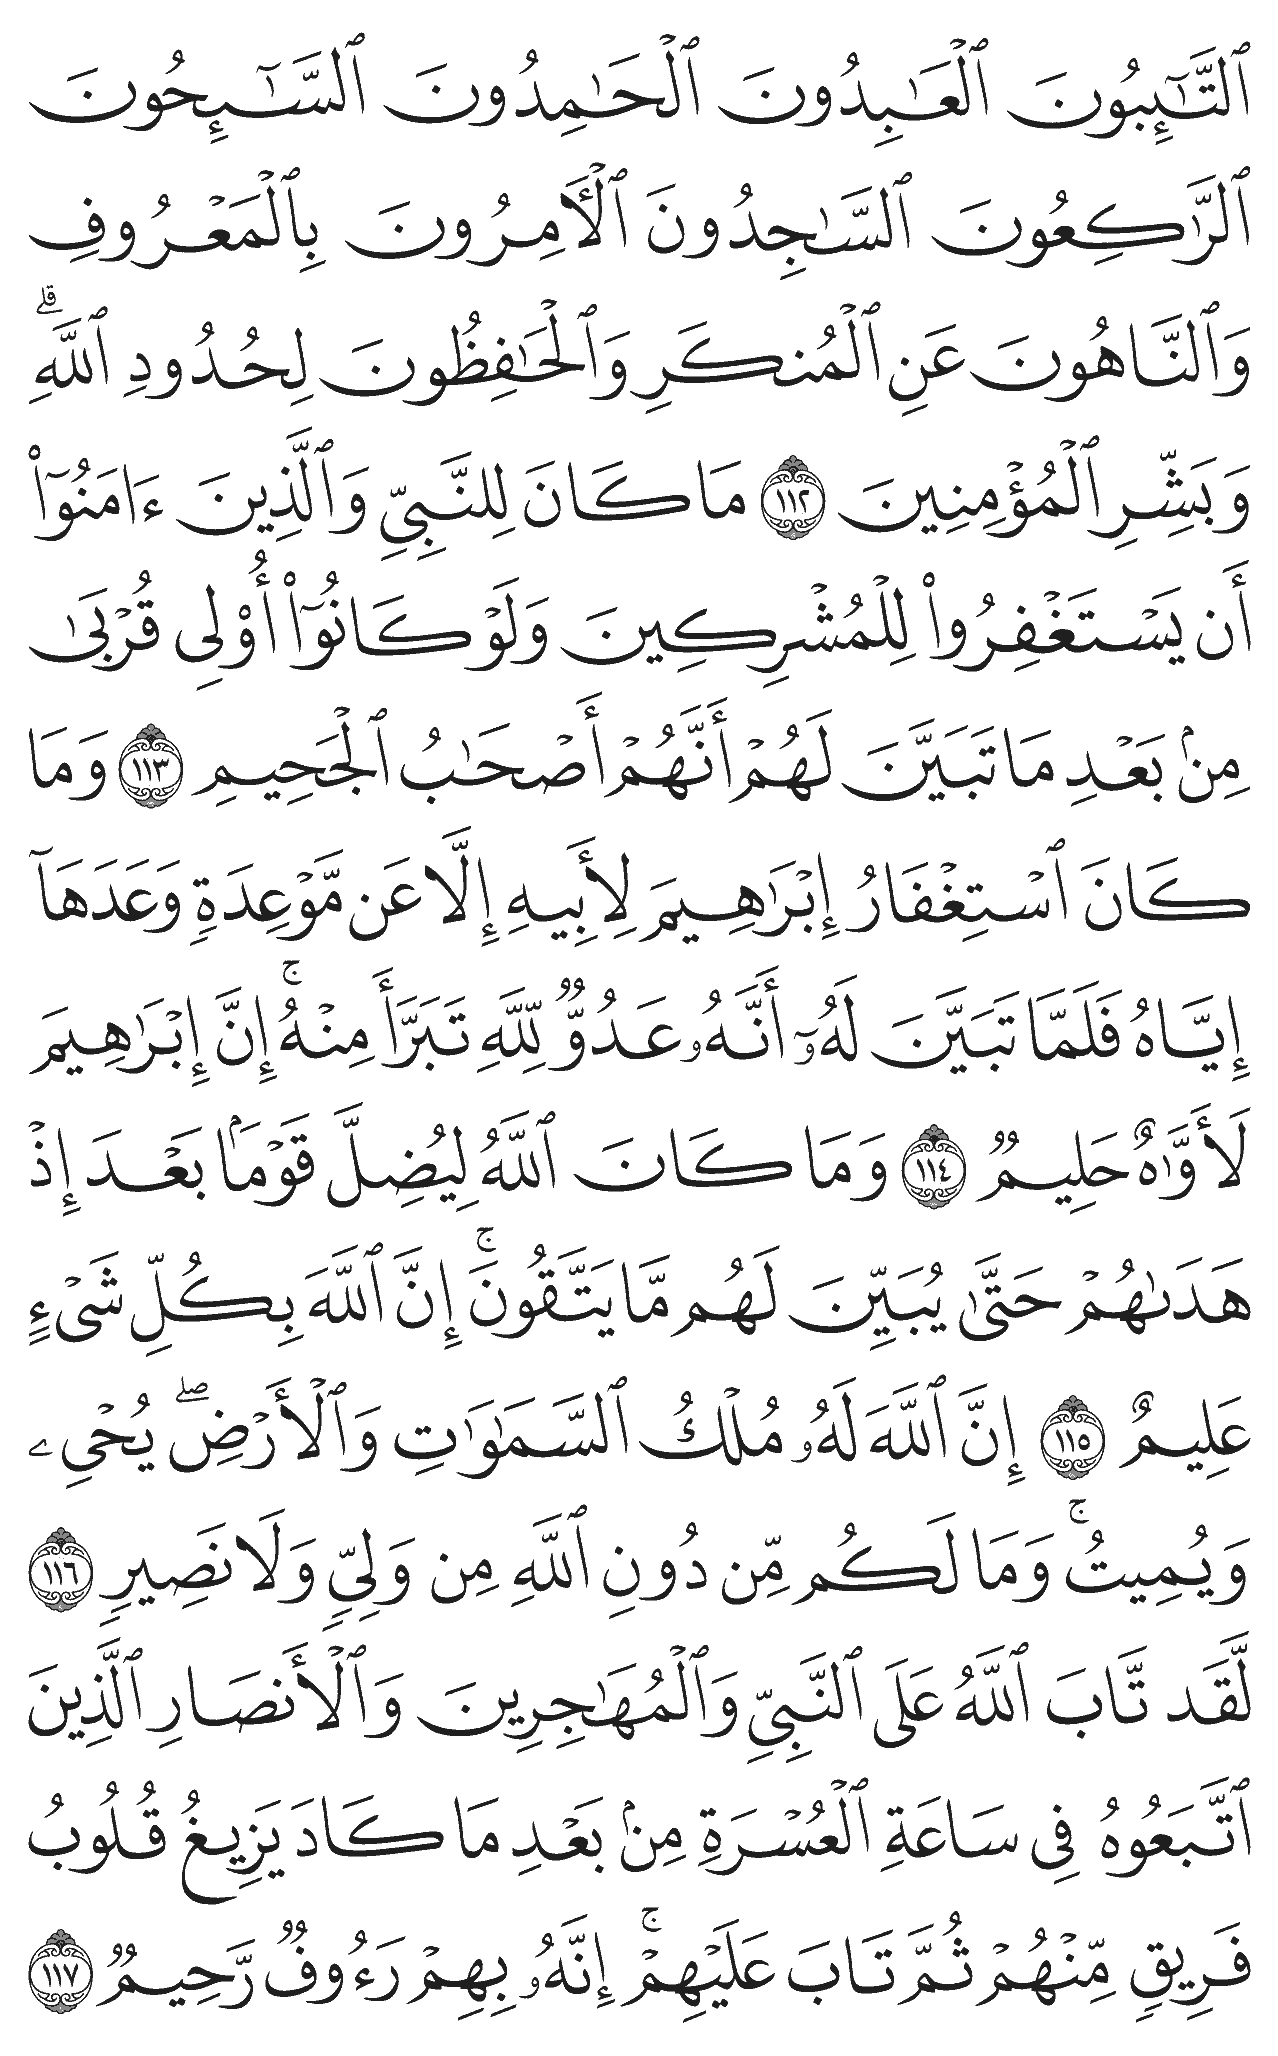 ٱلتَّـٰٓئِبُونَ ٱلْعَـٰبِدُونَ ٱلْحَـٰمِدُونَ ٱلسَّـٰٓئِحُونَ
ٱلرَّٰكِعُونَ ٱلسَّـٰجِدُونَ ٱلْـَٔامِرُونَ بِٱلْمَعْرُوفِ
وَٱلنَّاهُونَ عَنِ ٱلْمُنكَرِ وَٱلْحَـٰفِظُونَ لِحُدُودِ ٱللَّهِ ۗ
وَبَشِّرِ ٱلْمُؤْمِنِينَ ١١٢ مَا كَانَ لِلنَّبِىِّ وَٱلَّذِينَ ءَامَنُوٓا۟
أَن يَسْتَغْفِرُوا۟ لِلْمُشْرِكِينَ وَلَوْ كَانُوٓا۟ أُو۟لِى قُرْبَىٰ
مِنۢ بَعْدِ مَا تَبَيَّنَ لَهُمْ أَنَّهُمْ أَصْحَـٰبُ ٱلْجَحِيمِ ١١٣ وَمَا
كَانَ ٱسْتِغْفَارُ إِبْرَٰهِيمَ لِأَبِيهِ إِلَّا عَن مَّوْعِدَةٍ وَعَدَهَآ
إِيَّاهُ فَلَمَّا تَبَيَّنَ لَهُۥٓ أَنَّهُۥ عَدُوٌّ لِّلَّهِ تَبَرَّأَ مِنْهُ ۚ إِنَّ إِبْرَٰهِيمَ
لَأَوَّٰهٌ حَلِيمٌ ١١٤ وَمَا كَانَ ٱللَّهُ لِيُضِلَّ قَوْمًۢا بَعْدَ إِذْ
هَدَىٰهُمْ حَتَّىٰ يُبَيِّنَ لَهُم مَّا يَتَّقُونَ ۚ إِنَّ ٱللَّهَ بِكُلِّ شَىْءٍ
عَلِيمٌ ١١٥ إِنَّ ٱللَّهَ لَهُۥ مُلْكُ ٱلسَّمَـٰوَٰتِ وَٱلْأَرْضِ ۖ يُحْىِۦ
وَيُمِيتُ ۚ وَمَا لَكُم مِّن دُونِ ٱللَّهِ مِن وَلِىٍّ وَلَا نَصِيرٍ ١١٦
لَّقَد تَّابَ ٱللَّهُ عَلَى ٱلنَّبِىِّ وَٱلْمُهَـٰجِرِينَ وَٱلْأَنصَارِ ٱلَّذِينَ
ٱتَّبَعُوهُ فِى سَاعَةِ ٱلْعُسْرَةِ مِنۢ بَعْدِ مَا كَادَ يَزِيغُ قُلُوبُ
فَرِيقٍ مِّنْهُمْ ثُمَّ تَابَ عَلَيْهِمْ ۚ إِنَّهُۥ بِهِمْ رَءُوفٌ رَّحِيمٌ ١١٧